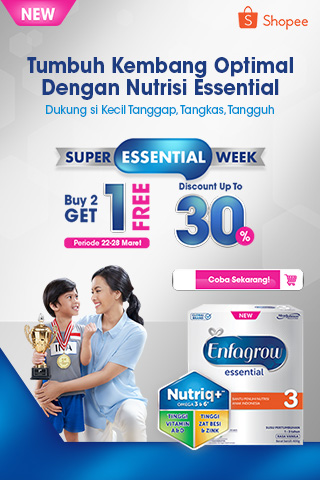 NEW
Shopee
Tumbuh Kembang Optimal
Dengan Nutrisi Essential
Dukung si Kecil Tanggap, Tangkas, Tangguh
SUPER ESSENTIAL WEEK
Buy 2
GET 1 FREE
Periode 22-28 Maret
Discount Up To
30%
Coba Sekarang!
NEW
Enfagrow
essential
3
Nutriq+
OMEGA 3 & 6
TINGGI
VITAMIN
A & D
TINGGI
ZAT BESI
& ZINK